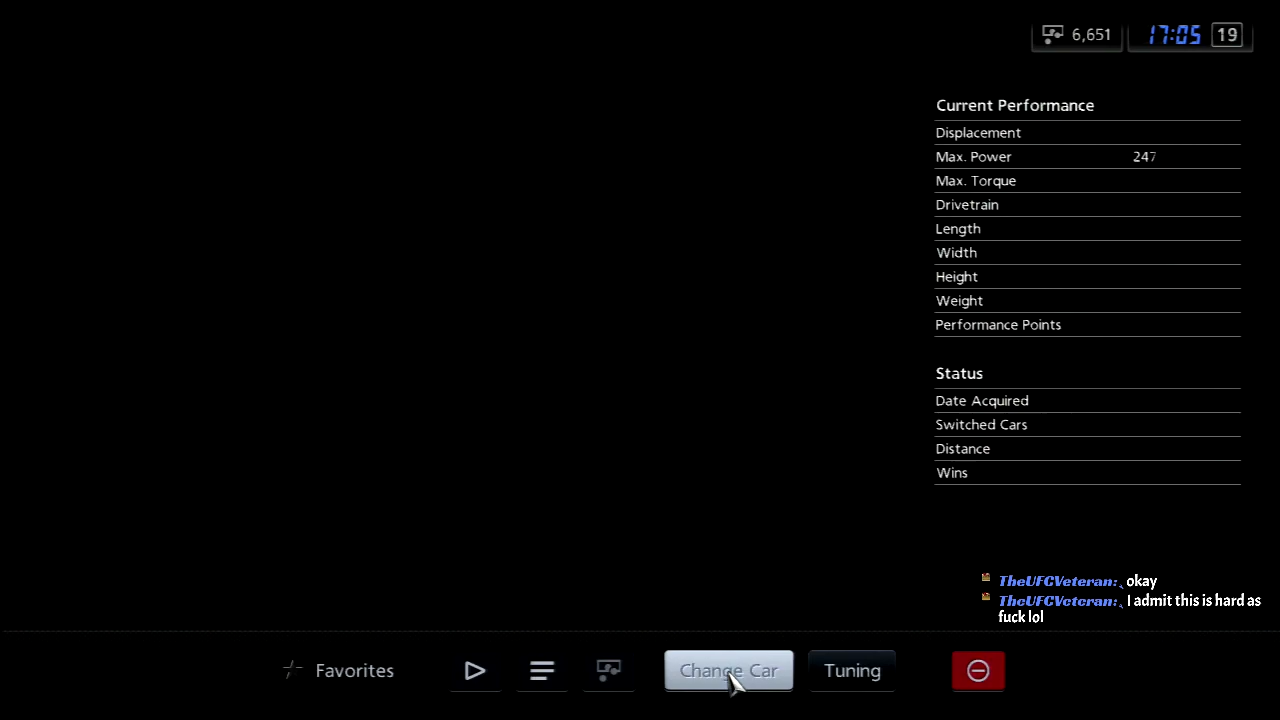 6,651
17:05 19
Current Performance
Displacement
Max. Power 247
Max. Torque
Drivetrain
Length
Width
Height
Weight
Performance Points
Status
Date Acquired
Switched Cars
Distance
Wins
TheUFCVeteran: okay
TheUFCVeteran: I admit this is hard as
fuck lol
Favorites
Change Car
Tuning